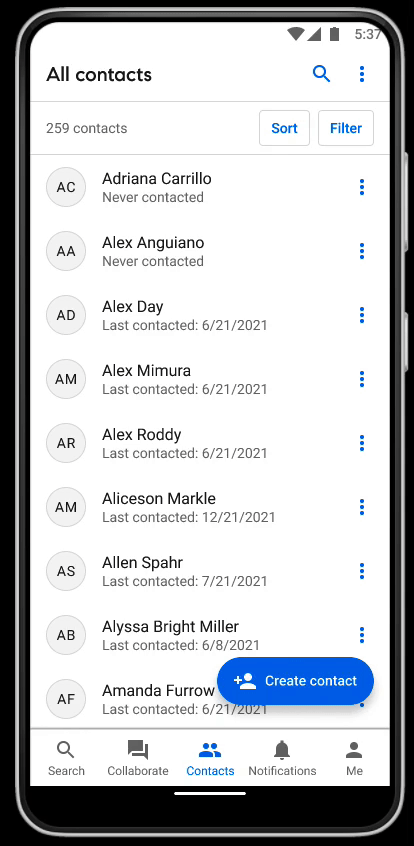 5:37
All contacts
259 contacts
Sort
Filter
AC
Adriana Carrillo
Never contacted
AA
Alex Anguiano
Never contacted
AD
Alex Day
Last contacted: 6/21/2021
AM
Alex Mimura
Last contacted: 6/21/2021
AR
Alex Roddy
Last contacted: 6/21/2021
AM
Aliceson Markle
Last contacted: 12/21/2021
AS
Allen Spahr
Last contacted: 7/21/2021
AB
Alyssa Bright Miller
Last contacted: 6/8/2021
AF
Amanda Furrow
Last contacted: 6/21/2021
Create contact
Search
Collaborate
Contacts
Notifications
Me